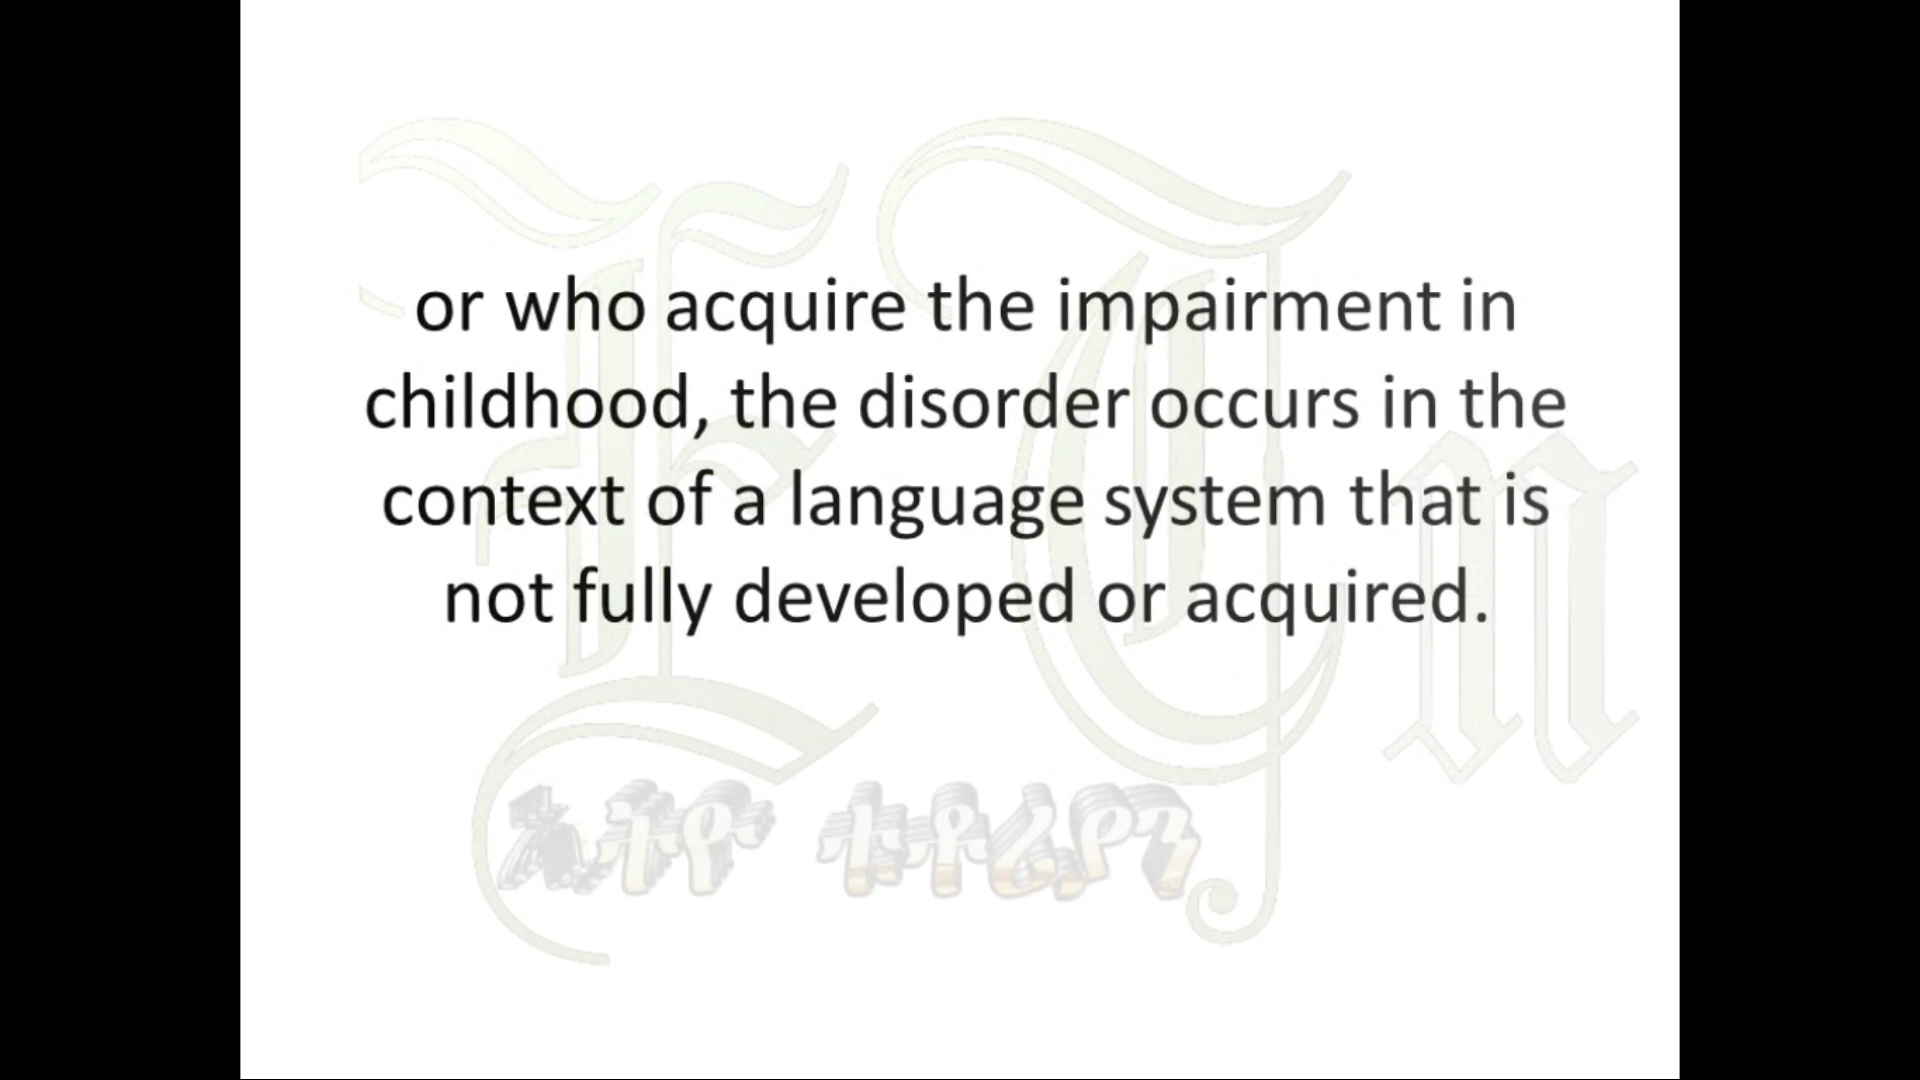 or who acquire the impairment in
childhood, the disorder occurs in the
context of a language system that is
not fully developed or acquired.